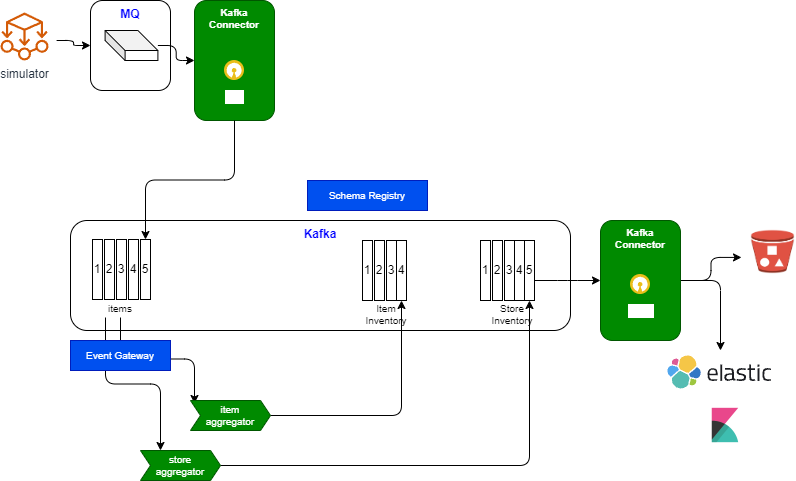 MQ
Kafka
Connector
simulator
Schema Registry
Kafka
Kafka
Connector
1 2 3 4 5
1 2 3 4
1 2 3 4 5
items
Item
Inventory
Store
Inventory
Event Gateway
elastic
item
aggregator
store
aggregator